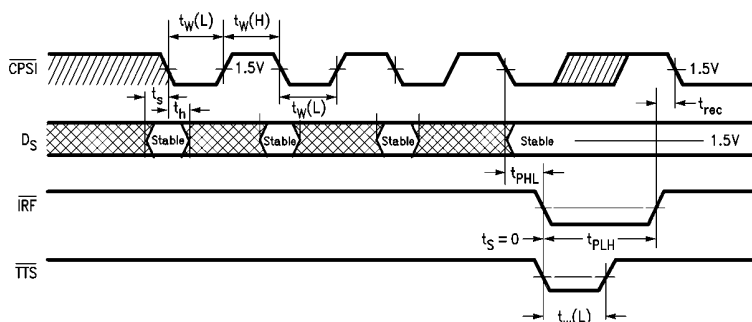 t_W(L) t_W(H)
CPSI 1.5V 1.5V
t_s t_h t_W(L) t_rec
D_S Stable Stable Stable Stable 1.5V
t_PHL
IRF
t_S = 0 t_PLH
TTS
(L)